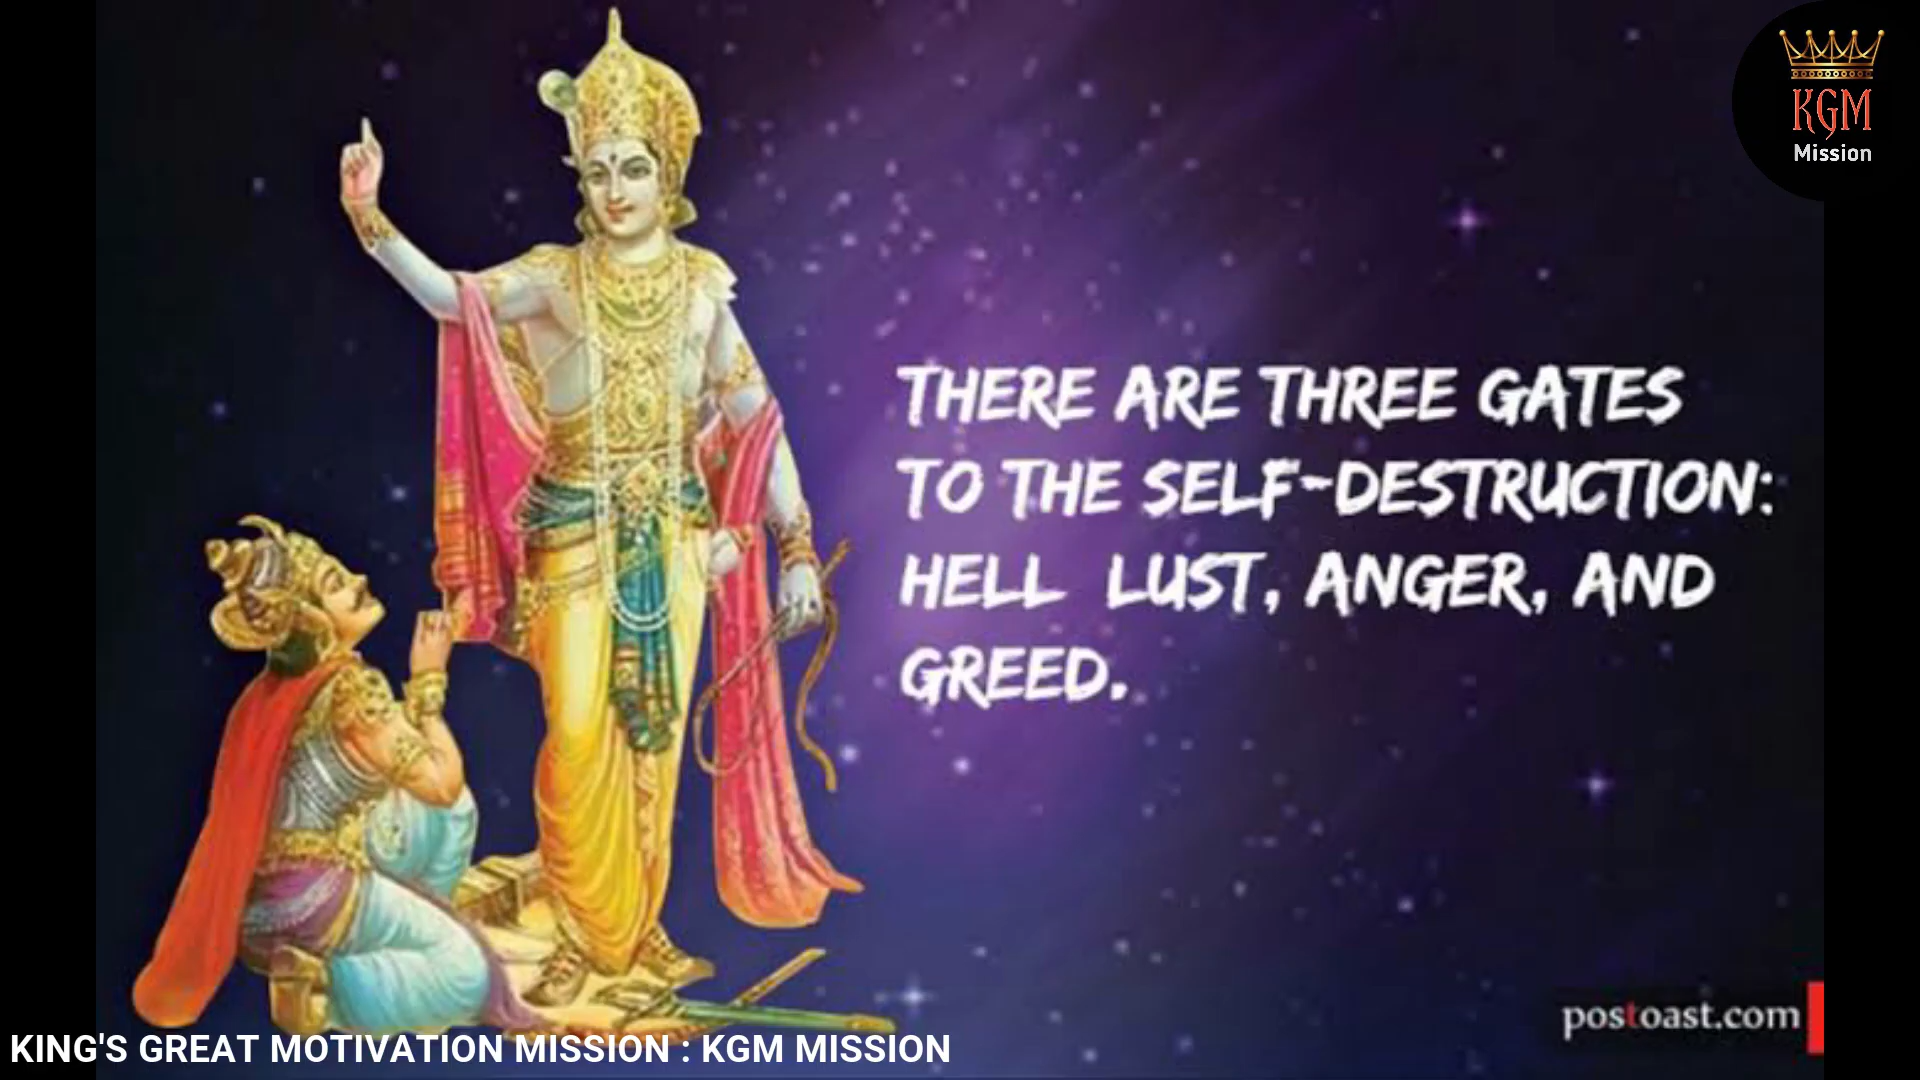 KGM
Mission
THERE ARE THREE GATES
TO THE SELF-DESTRUCTION:
HELL LUST, ANGER, AND
GREED.
postoast.com
KING'S GREAT MOTIVATION MISSION : KGM MISSION